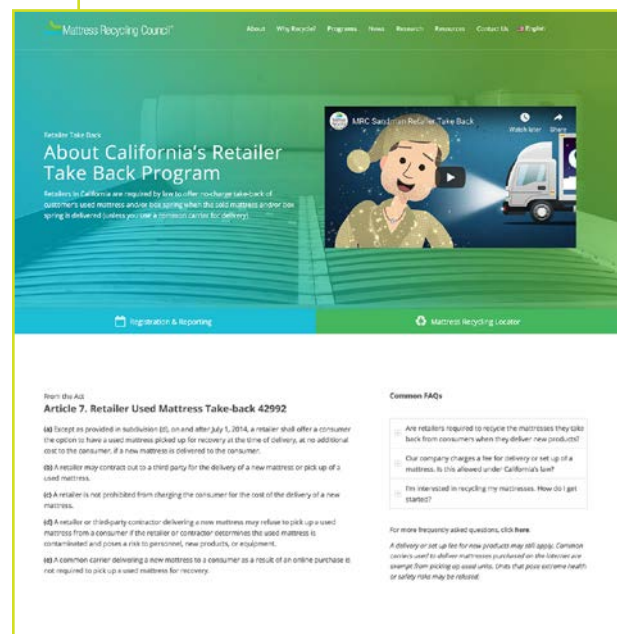 Mattress Recycling Council™
About Why Recycle? Programs News Research Resources Contact Us English
MRC Sandman Retailer Take Back
Watch later Share
Retailer Take Back
About California's Retailer
Take Back Program
Retailers in California are required by law to offer no-charge take-back of
customer's used mattress and/or box spring when the sold mattress and/or box
spring is delivered (unless you use a common carrier for delivery).
Registration & Reporting
Mattress Recycling Locator
From the Act
Article 7. Retailer Used Mattress Take-back 42992
(a) Except as provided in subdivision (d), on and after July 1, 2014, a retailer shall offer a consumer
the option to have a used mattress picked up for recovery at the time of delivery, at no additional
cost to the consumer, if a new mattress is delivered to the consumer.
(b) A retailer may contract out to a third party for the delivery of a new mattress or pick up of a
used mattress.
(c) A retailer is not prohibited from charging the consumer for the cost of the delivery of a new
mattress.
(d) A retailer or third-party contractor delivering a new mattress may refuse to pick up a used
mattress from a consumer if the retailer or contractor determines the used mattress is
contaminated and poses a risk to personnel, new products, or equipment.
(e) A common carrier delivering a new mattress to a consumer as a result of an online purchase is
not required to pick up a used mattress for recovery.
Common FAQs
Are retailers required to recycle the mattresses they take
back from consumers when they deliver new products?
Our company charges a fee for delivery or set up of a
mattress. Is this allowed under California's law?
I'm interested in recycling my mattresses. How do I get
started?
For more frequently asked questions, click here.
A delivery or set up fee for new products may still apply. Common
carriers used to deliver mattresses purchased on the internet are
exempt from picking up used units. Units that pose extreme health
or safety risks may be refused.